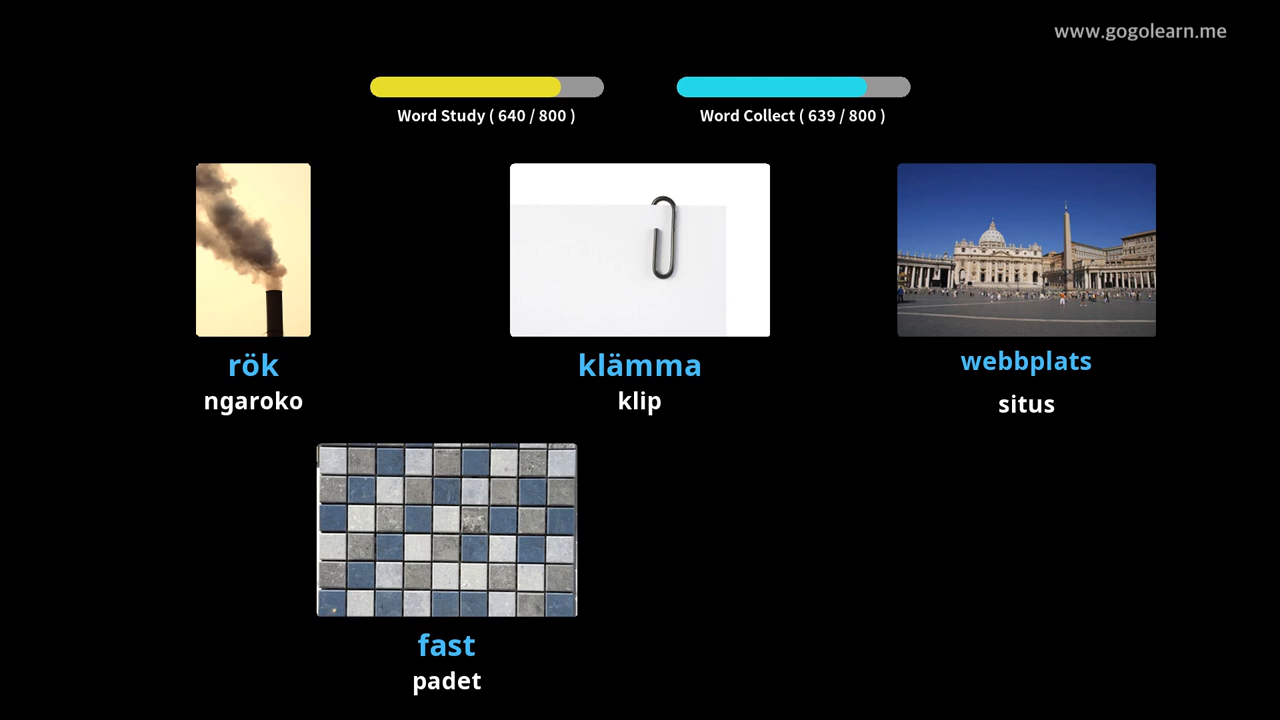 www.gogolearn.me
Word Study ( 640 / 800 )
Word Collect ( 639 / 800 )
rök
ngaroko
klämma
klip
webbplats
situs
fast
padet